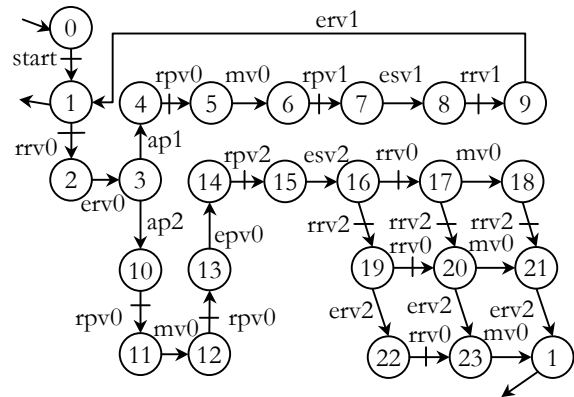 0
erv1
start
rpv0 mv0 rpv1 esv1 rrv1
1 4 5 6 7 8 9
rrv0 ap1
2 3
erv0
rpv2 esv2 rrv0 mv0
14 15 16 17 18
ap2
epv0 rrv2 rrv2 rrv2
rrv0 mv0
10 13 19 20 21
rpv0 mv0 rpv0 erv2 erv2 erv2
rrv0 mv0
11 12 22 23 1